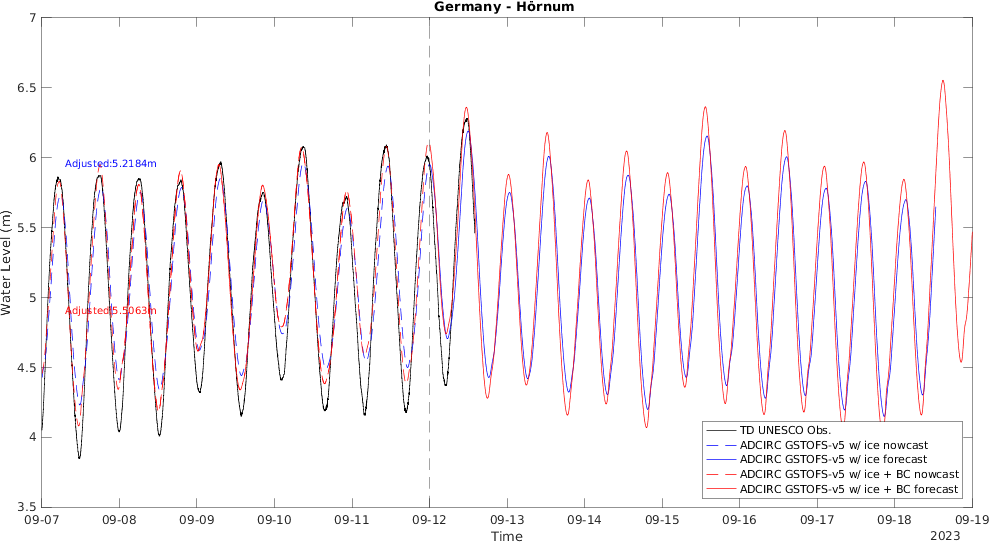 Germany - Hörnum
Water Level (m)
7
6.5
6
5.5
5
4.5
4
3.5
Adjusted:5.2184m
Adjusted:5.5063m
TD UNESCO Obs.
ADCIRC GSTOFS-v5 w/ ice nowcast
ADCIRC GSTOFS-v5 w/ ice forecast
ADCIRC GSTOFS-v5 w/ ice + BC nowcast
ADCIRC GSTOFS-v5 w/ ice + BC forecast
09-07 09-08 09-09 09-10 09-11 09-12 09-13 09-14 09-15 09-16 09-17 09-18 09-19
Time
2023